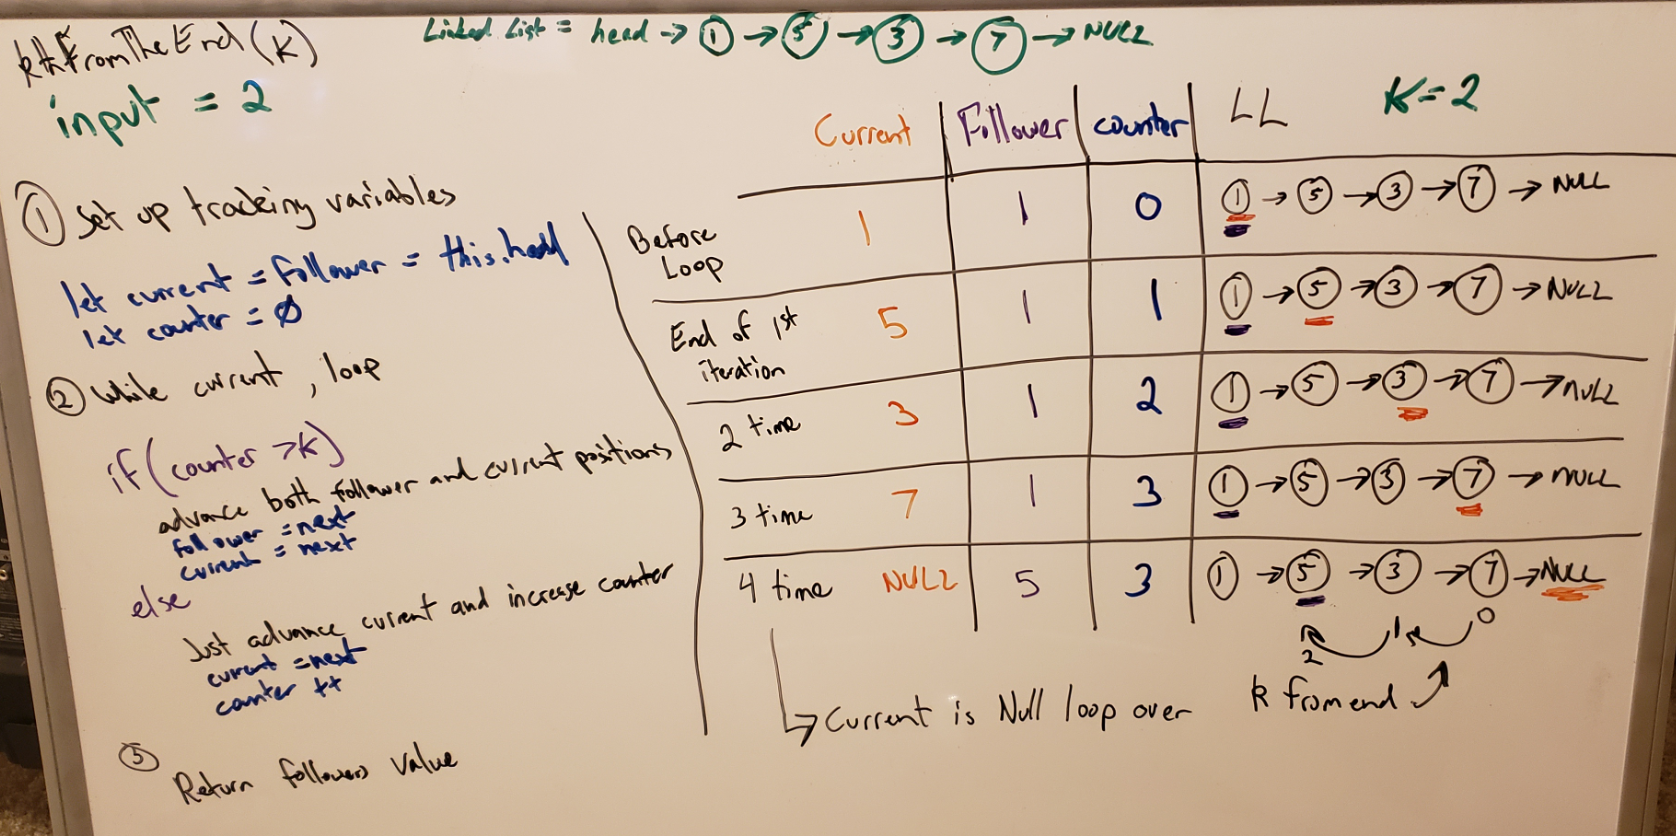 kthFromTheEnd(k)
input = 2
Linked List = head → 1 → 5 → 3 → 7 → NULL
K=2
① Set up tracking variables
let current = follower = this.head
let counter = 0
② While current, loop
if (counter > k)
advance both follower and current positions
follower = next
current = next
else
Just advance current and increase counter
current = next
counter ++
③ Return followers value
Current Follower counter LL
Before Loop 1 1 0 1 → 5 → 3 → 7 → NULL
End of 1st iteration 5 1 1 1 → 5 → 3 → 7 → NULL
2 time 3 1 2 1 → 5 → 3 → 7 → NULL
3 time 7 1 3 1 → 5 → 3 → 7 → NULL
4 time NULL 5 3 1 → 5 → 3 → 7 → NULL
2 1 0
Current is Null loop over
k from end